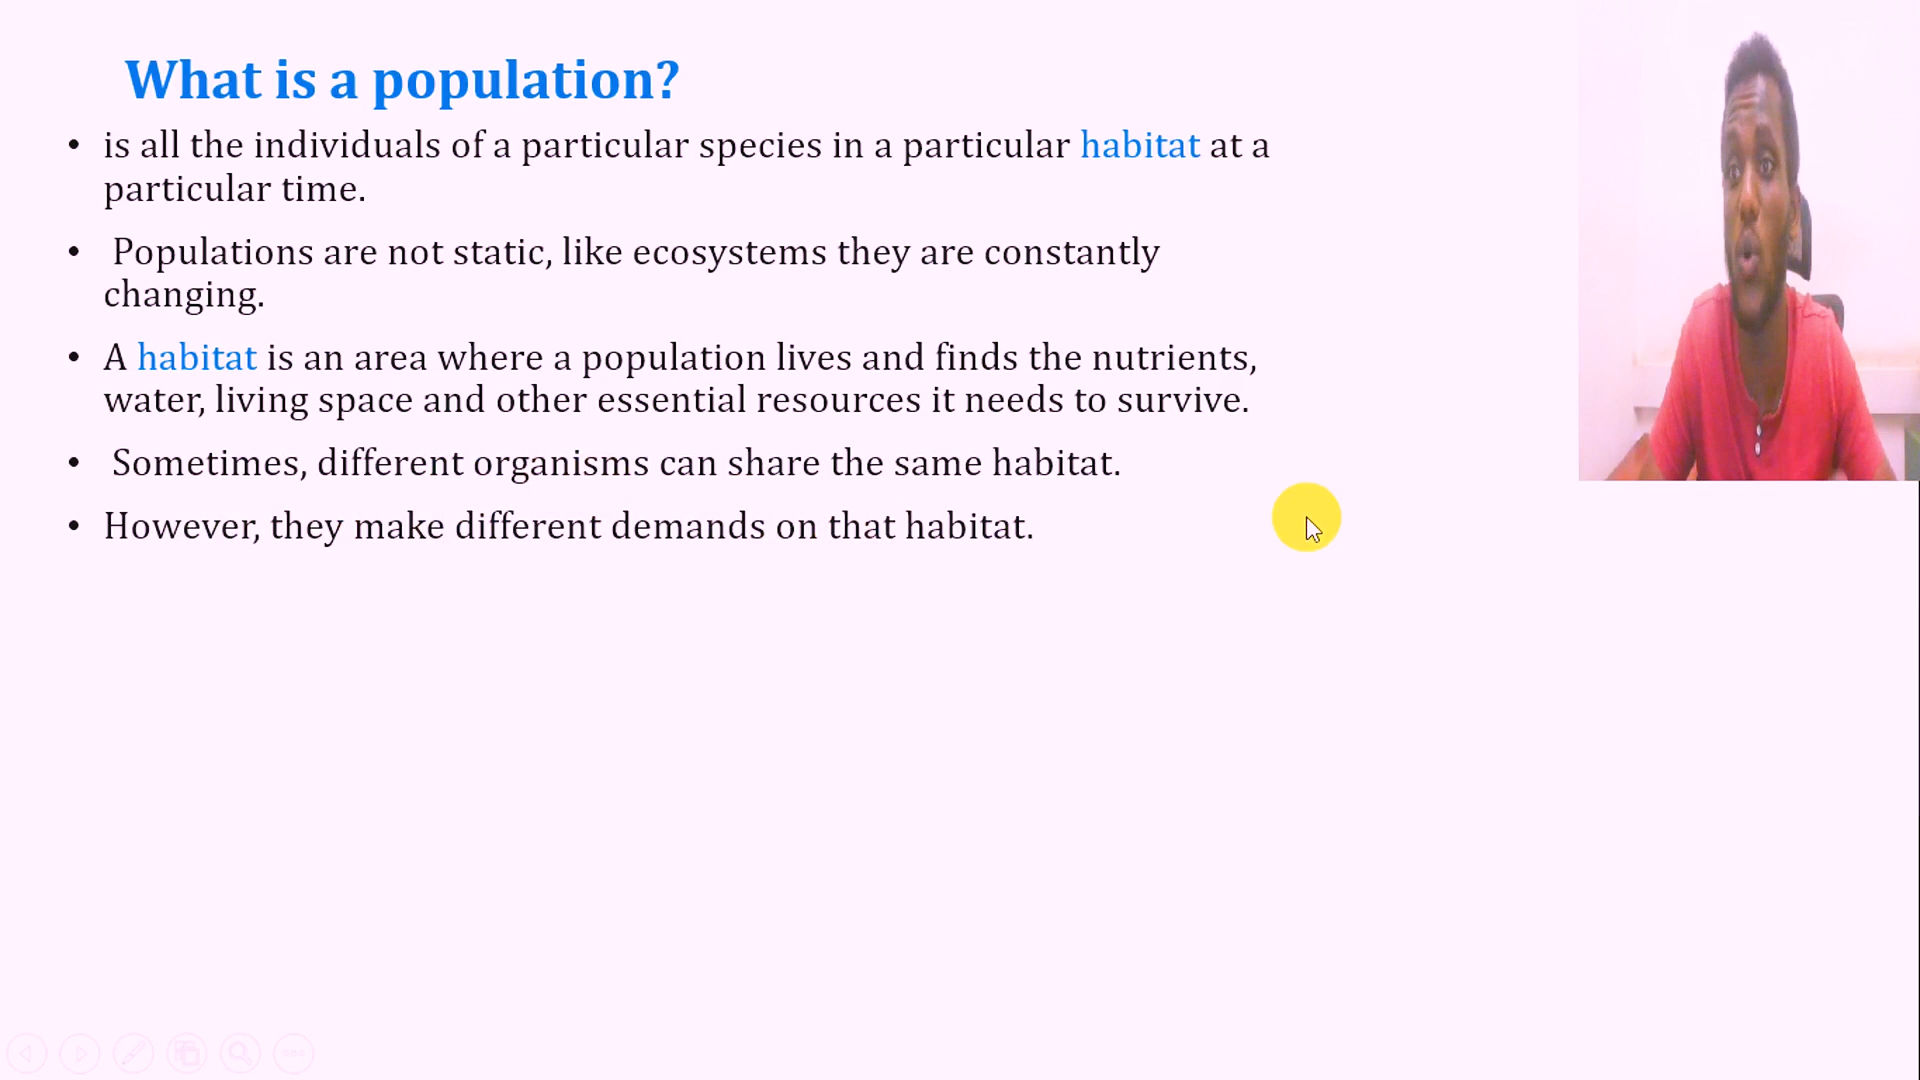 What is a population?
• is all the individuals of a particular species in a particular habitat at a
particular time.
• Populations are not static, like ecosystems they are constantly
changing.
• A habitat is an area where a population lives and finds the nutrients,
water, living space and other essential resources it needs to survive.
• Sometimes, different organisms can share the same habitat.
• However, they make different demands on that habitat.